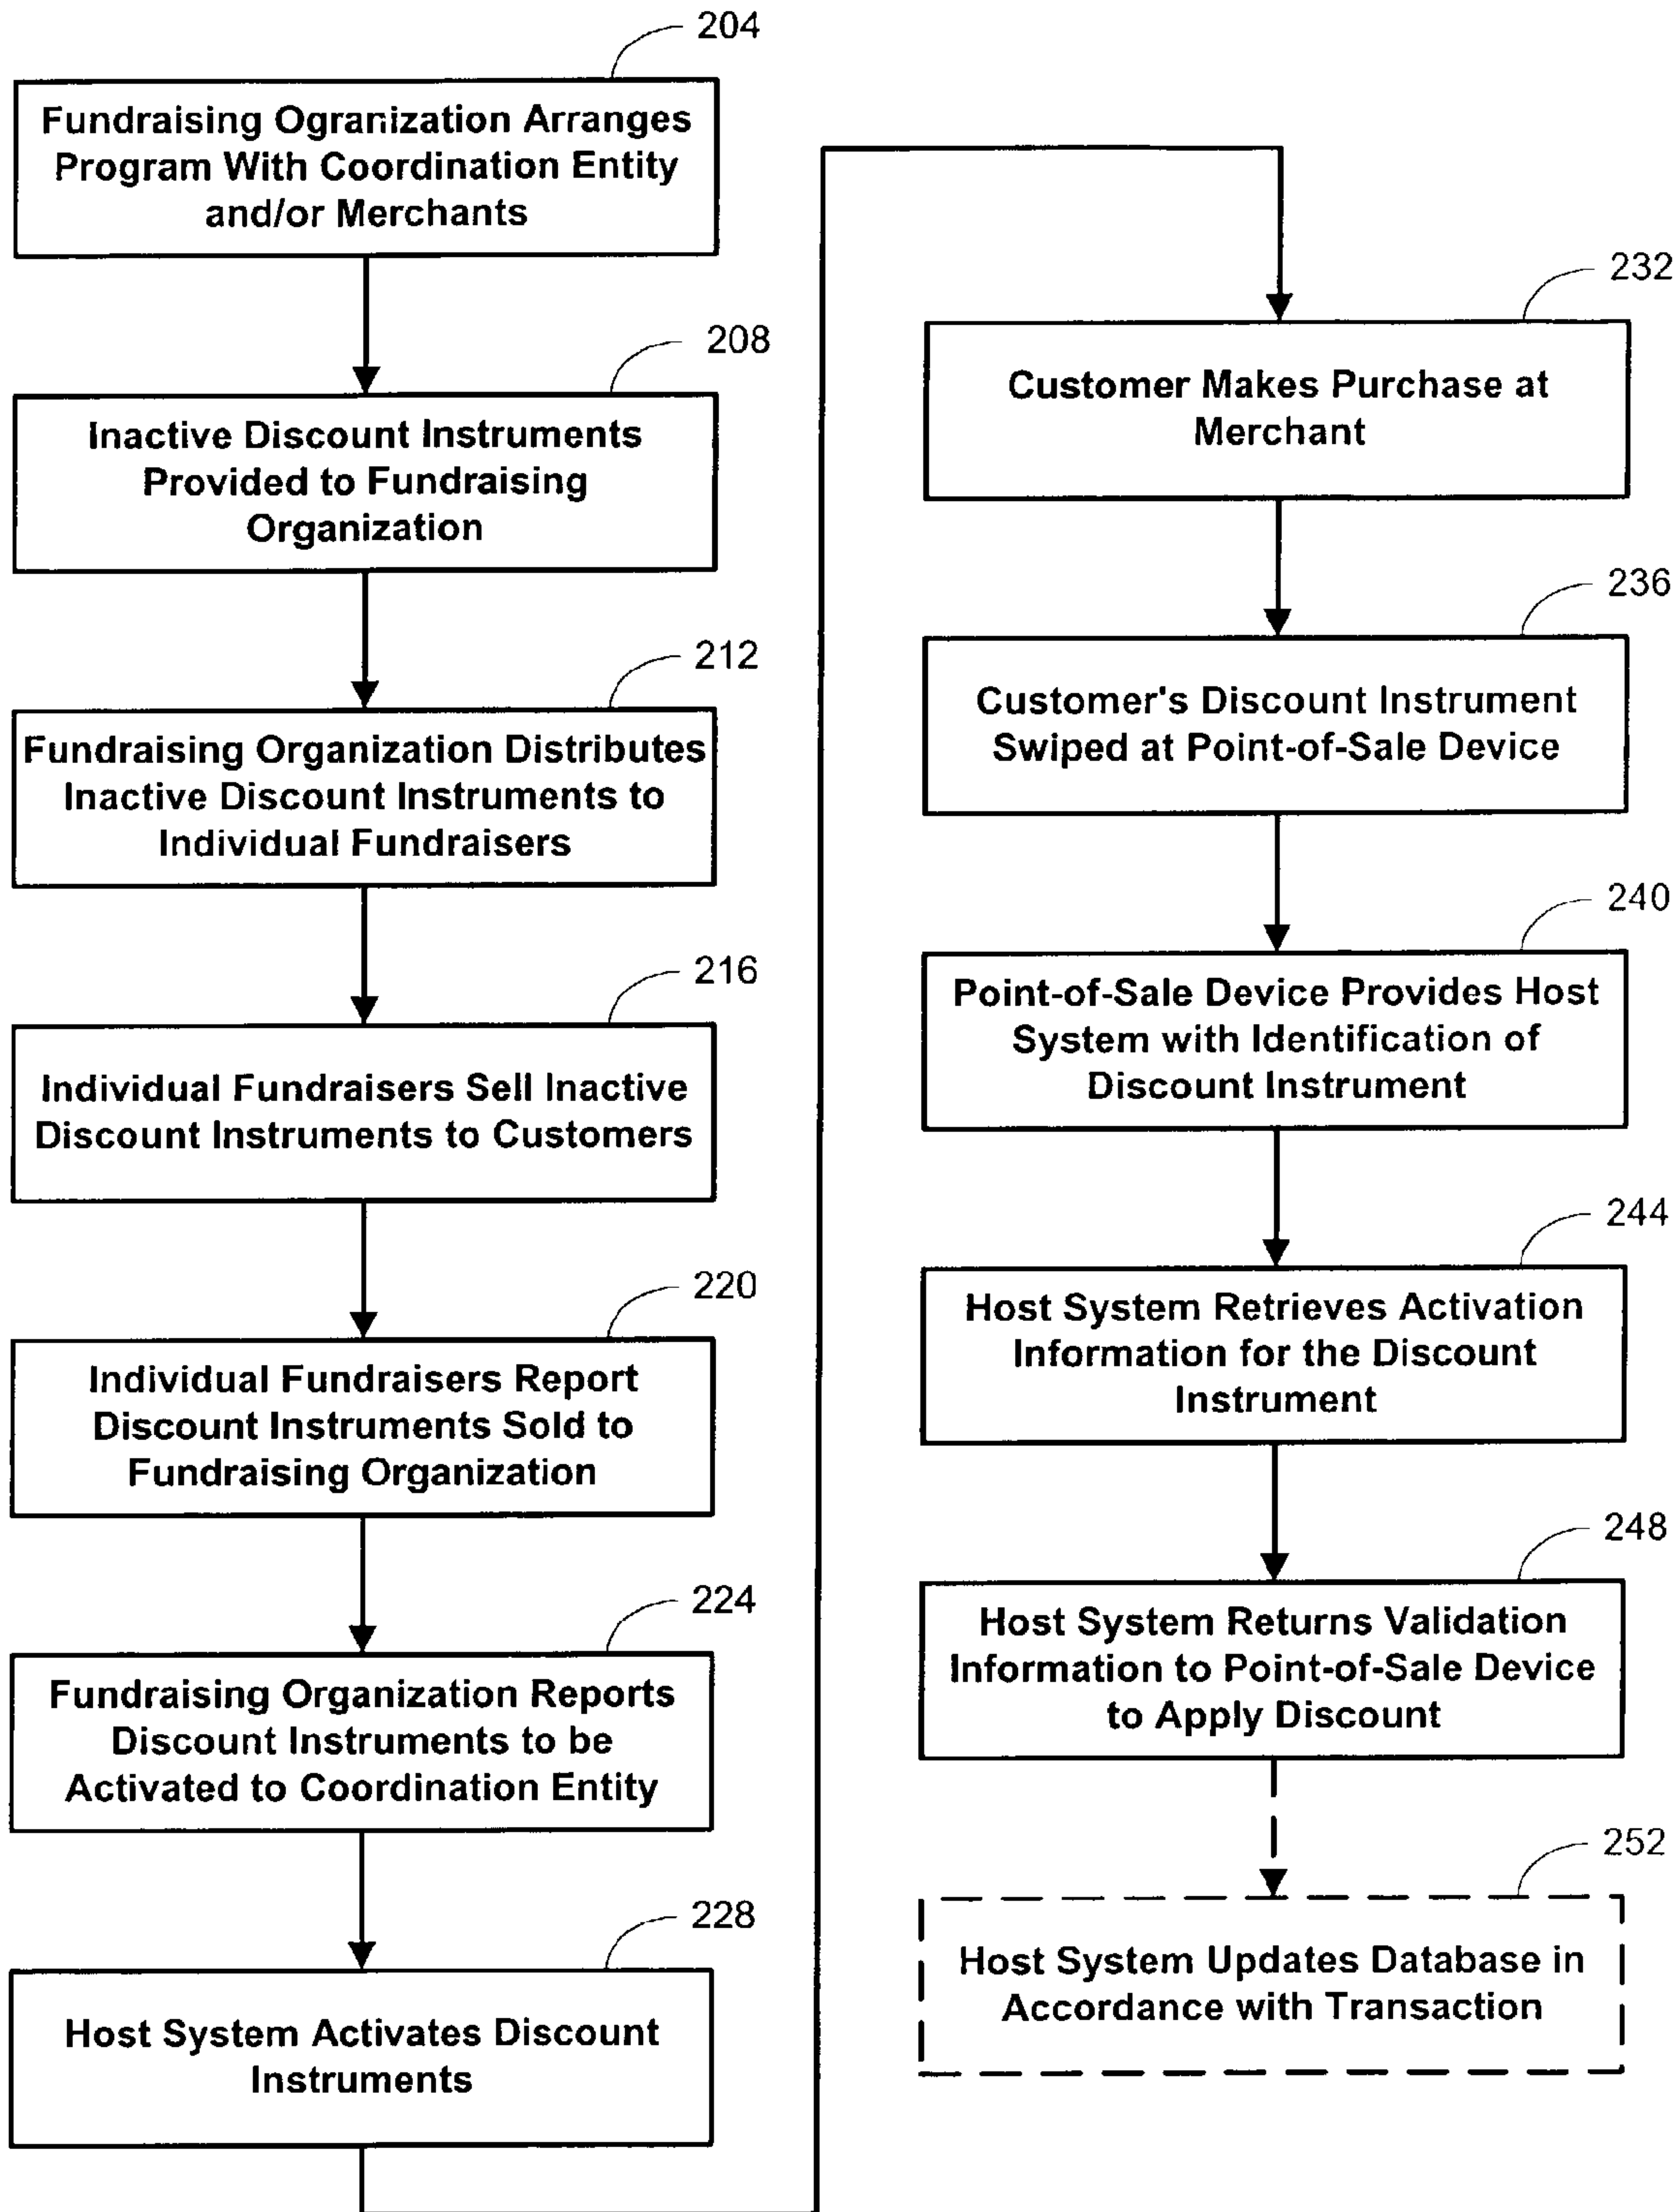 204
Fundraising Ogranization Arranges
Program With Coordination Entity
and/or Merchants
208
Inactive Discount Instruments
Provided to Fundraising
Organization
212
Fundraising Organization Distributes
Inactive Discount Instruments to
Individual Fundraisers
216
Individual Fundraisers Sell Inactive
Discount Instruments to Customers
220
Individual Fundraisers Report
Discount Instruments Sold to
Fundraising Organization
224
Fundraising Organization Reports
Discount Instruments to be
Activated to Coordination Entity
228
Host System Activates Discount
Instruments
232
Customer Makes Purchase at
Merchant
236
Customer's Discount Instrument
Swiped at Point-of-Sale Device
240
Point-of-Sale Device Provides Host
System with Identification of
Discount Instrument
244
Host System Retrieves Activation
Information for the Discount
Instrument
248
Host System Returns Validation
Information to Point-of-Sale Device
to Apply Discount
252
Host System Updates Database in
Accordance with Transaction